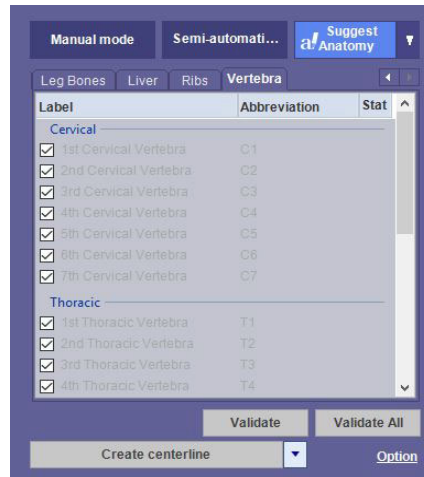 Manual mode
Semi-automati...
a! Suggest
Anatomy
Leg Bones Liver Ribs Vertebra
Label Abbreviation Stat
Cervical
1st Cervical Vertebra C1
2nd Cervical Vertebra C2
3rd Cervical Vertebra C3
4th Cervical Vertebra C4
5th Cervical Vertebra C5
6th Cervical Vertebra C6
7th Cervical Vertebra C7
Thoracic
1st Thoracic Vertebra T1
2nd Thoracic Vertebra T2
3rd Thoracic Vertebra T3
4th Thoracic Vertebra T4
Validate Validate All
Create centerline Option